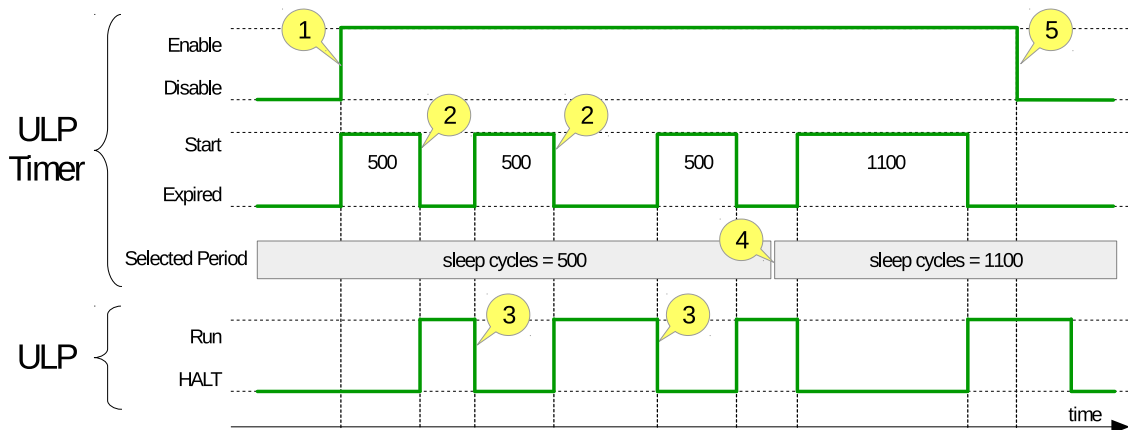 ULP
Timer
Enable
Disable
1
5
Start
Expired
2
2
500
500
500
1100
Selected Period
sleep cycles = 500
4
sleep cycles = 1100
ULP
Run
HALT
3
3
time